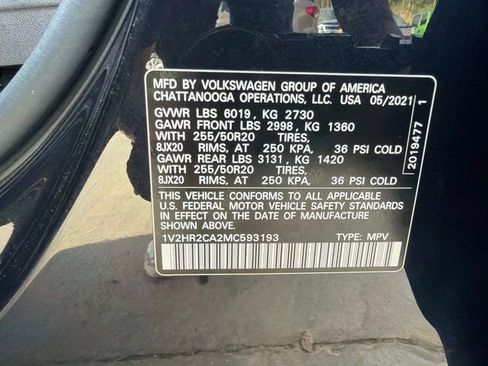 MFD BY VOLKSWAGEN GROUP OF AMERICA
CHATTANOOGA OPERATIONS, LLC. USA 05/2021
GVWR LBS 6019, KG 2730
GAWR FRONT LBS 2998, KG 1360
WITH 255/50R20 TIRES,
8JX20 RIMS, AT 250 KPA, 36 PSI COLD
GAWR REAR LBS 3131, KG 1420
WITH 255/50R20 TIRES,
8JX20 RIMS, AT 250 KPA, 36 PSI COLD
THIS VEHICLE CONFORMS TO ALL APPLICABLE
U.S. FEDERAL MOTOR VEHICLE SAFETY STANDARDS
IN EFFECT ON THE DATE OF MANUFACTURE
SHOWN ABOVE.
1V2HR2CA2MC593193 TYPE: MPV
2019477 1